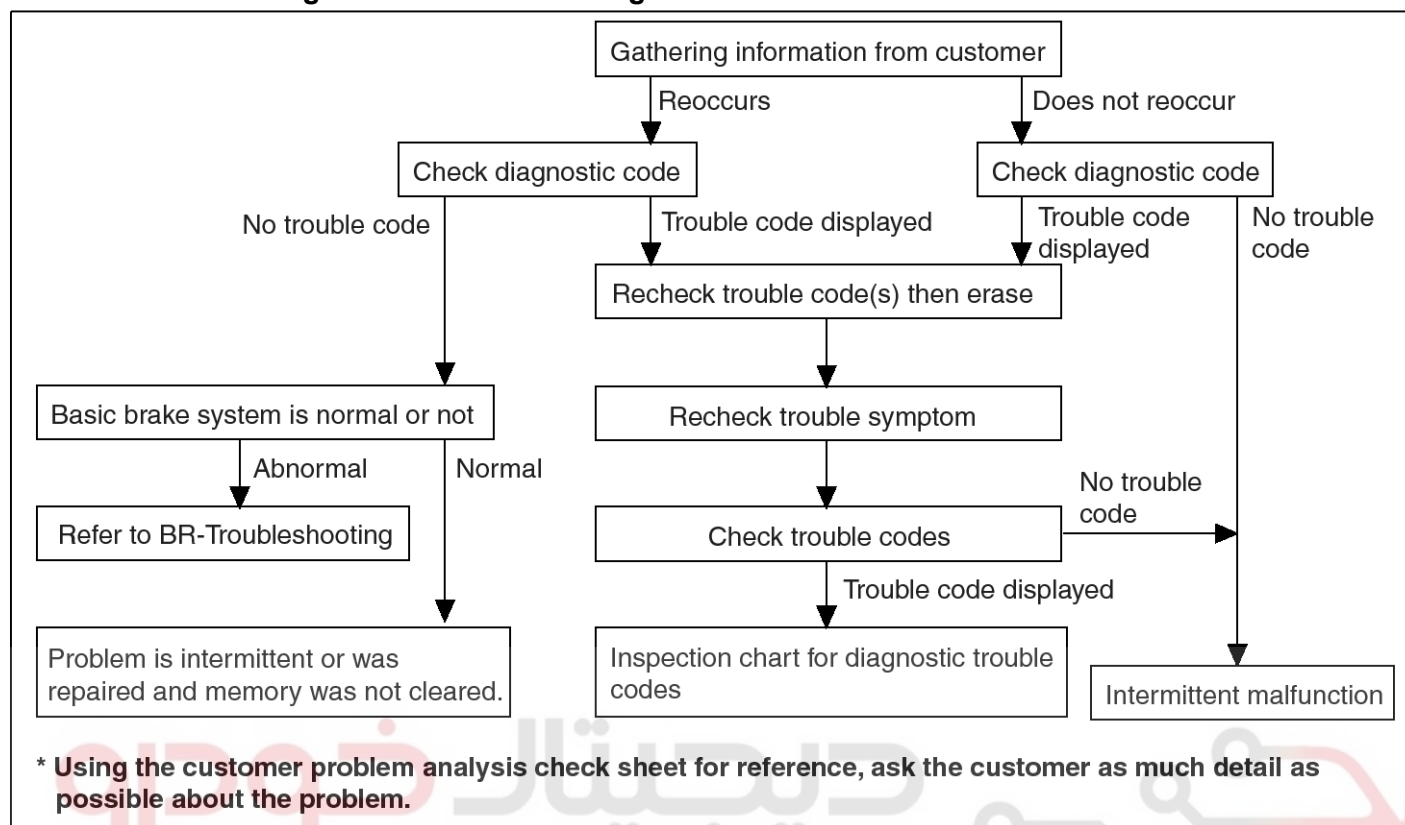 Gathering information from customer
Reoccurs
Does not reoccur
Check diagnostic code
Check diagnostic code
No trouble code
Trouble code displayed
Trouble code
displayed
No trouble
code
Recheck trouble code(s) then erase
Basic brake system is normal or not
Recheck trouble symptom
Abnormal
Normal
No trouble
code
Refer to BR-Troubleshooting
Check trouble codes
Trouble code displayed
Problem is intermittent or was
repaired and memory was not cleared.
Inspection chart for diagnostic trouble
codes
Intermittent malfunction
* Using the customer problem analysis check sheet for reference, ask the customer as much detail as
possible about the problem.
دیجیتال خودرو